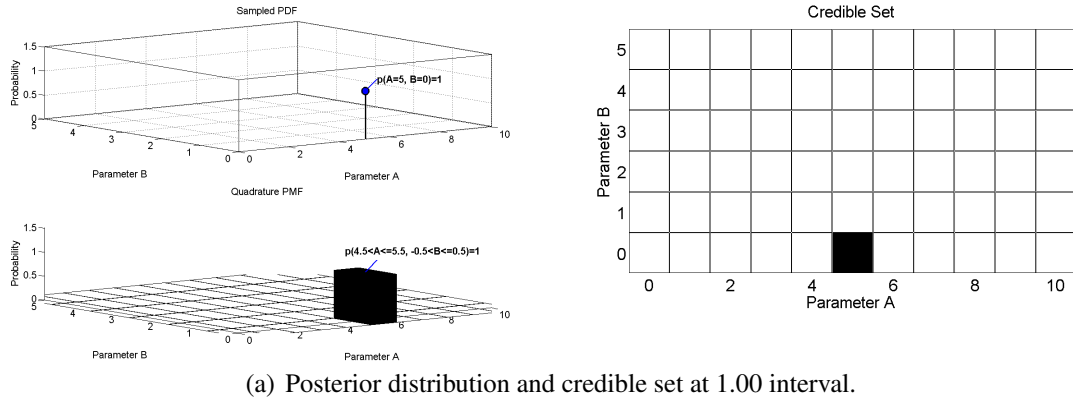 Sampled PDF
1.5
1
0.5
0
Probability
p(A=5, B=0)=1
5
4
3
2
1
0
0
2
4
6
8
10
Parameter B
Parameter A
Quadrature PMF
1.5
1
0.5
0
Probability
p(4.5<A<=5.5, -0.5<B<=0.5)=1
5
4
3
2
1
0
0
2
4
6
8
10
Parameter B
Parameter A
Credible Set
5
4
3
2
1
0
Parameter B
0 2 4 6 8 10
Parameter A
(a) Posterior distribution and credible set at 1.00 interval.